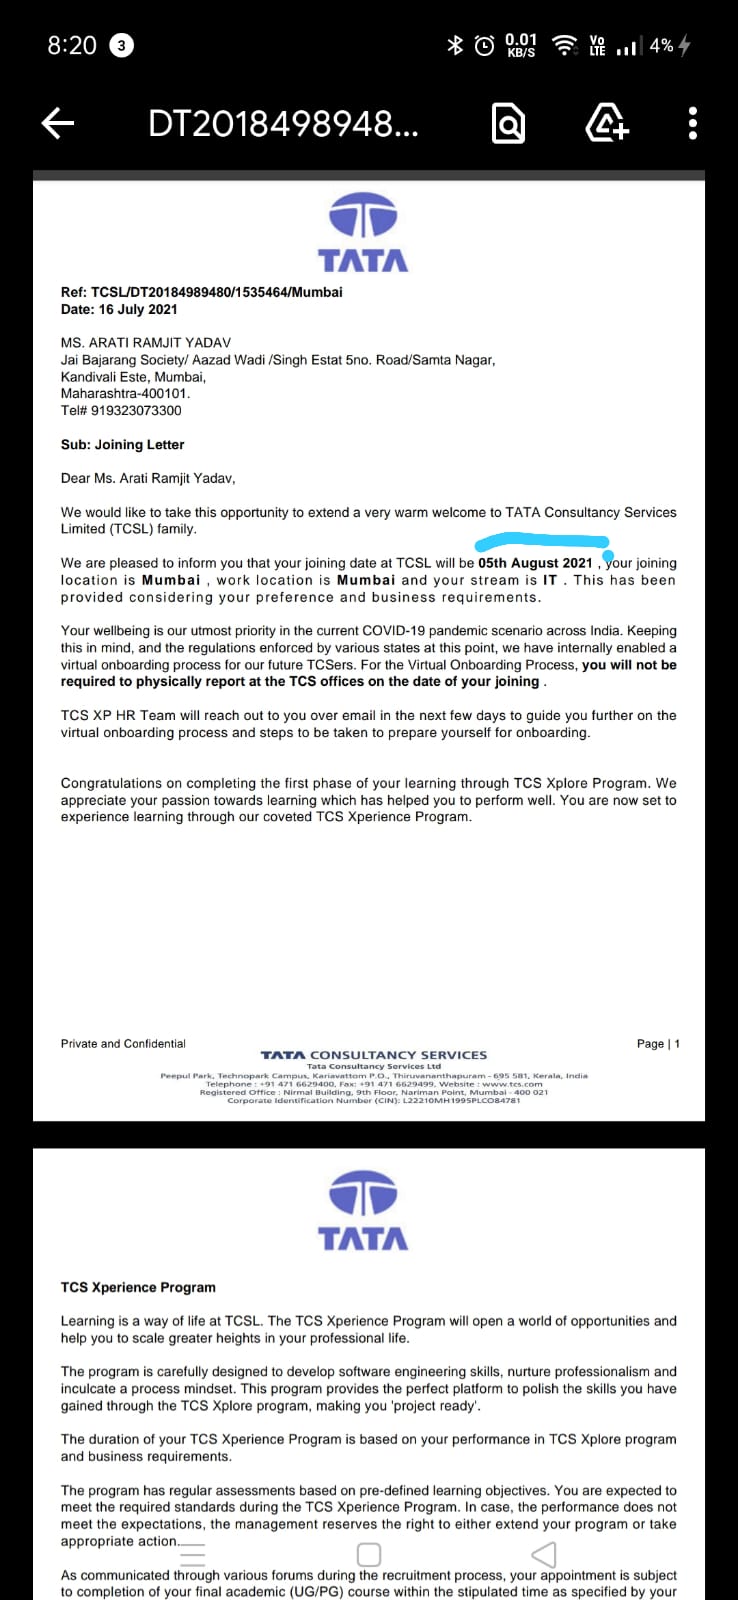 8:20 3 0.01 KB/S Vo LTE 4%
DT2018498948...
TATA
Ref: TCSL/DT20184989480/1535464/Mumbai
Date: 16 July 2021
MS. ARATI RAMJIT YADAV
Jai Bajarang Society/ Aazad Wadi /Singh Estat 5no. Road/Samta Nagar,
Kandivali Este, Mumbai,
Maharashtra-400101.
Tel# 919323073300
Sub: Joining Letter
Dear Ms. Arati Ramjit Yadav,
We would like to take this opportunity to extend a very warm welcome to TATA Consultancy Services
Limited (TCSL) family.
We are pleased to inform you that your joining date at TCSL will be 05th August 2021 , your joining
location is Mumbai , work location is Mumbai and your stream is IT . This has been
provided considering your preference and business requirements.
Your wellbeing is our utmost priority in the current COVID-19 pandemic scenario across India. Keeping
this in mind, and the regulations enforced by various states at this point, we have internally enabled a
virtual onboarding process for our future TCSers. For the Virtual Onboarding Process, you will not be
required to physically report at the TCS offices on the date of your joining .
TCS XP HR Team will reach out to you over email in the next few days to guide you further on the
virtual onboarding process and steps to be taken to prepare yourself for onboarding.
Congratulations on completing the first phase of your learning through TCS Xplore Program. We
appreciate your passion towards learning which has helped you to perform well. You are now set to
experience learning through our coveted TCS Xperience Program.
Private and Confidential
Page | 1
TATA CONSULTANCY SERVICES
Tata Consultancy Services Ltd
Peepul Park, Technopark Campus, Kariavattom P.O., Thiruvananthapuram - 695 581, Kerala, India
Telephone : +91 471 6629400, Fax: +91 471 6629499, Website : www.tcs.com
Registered Office : Nirmal Building, 9th Floor, Nariman Point, Mumbai - 400 021
Corporate Identification Number (CIN): L22210MH1995PLC084781
TATA
TCS Xperience Program
Learning is a way of life at TCSL. The TCS Xperience Program will open a world of opportunities and
help you to scale greater heights in your professional life.
The program is carefully designed to develop software engineering skills, nurture professionalism and
inculcate a process mindset. This program provides the perfect platform to polish the skills you have
gained through the TCS Xplore program, making you 'project ready'.
The duration of your TCS Xperience Program is based on your performance in TCS Xplore program
and business requirements.
The program has regular assessments based on pre-defined learning objectives. You are expected to
meet the required standards during the TCS Xperience Program. In case, the performance does not
meet the expectations, the management reserves the right to either extend your program or take
appropriate action.
As communicated through various forums during the recruitment process, your appointment is subject
to completion of your final academic (UG/PG) course within the stipulated time as specified by your